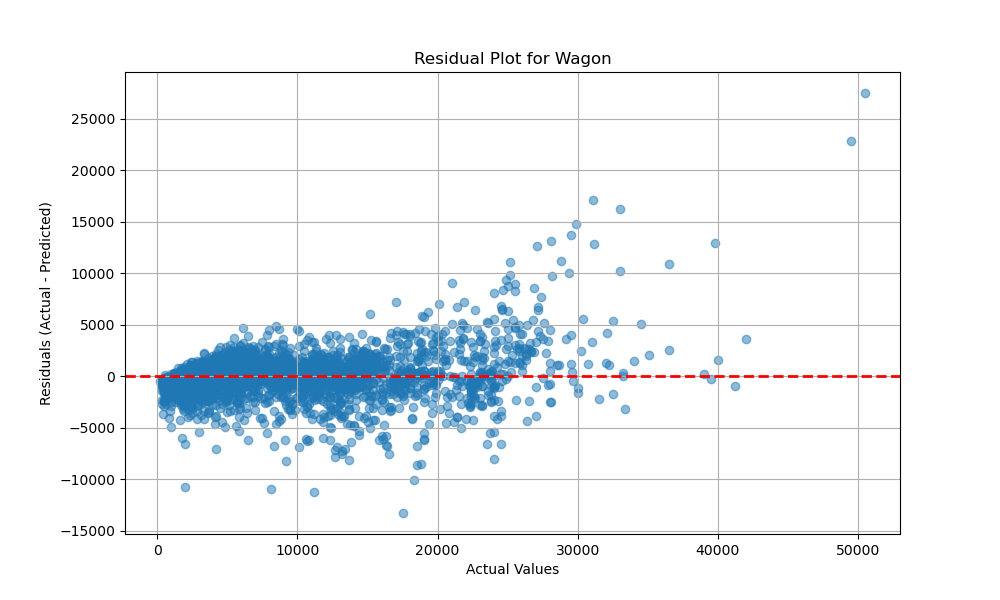 Residual Plot for Wagon
Residuals (Actual - Predicted)
25000
20000
15000
10000
5000
0
−5000
−10000
−15000
0 10000 20000 30000 40000 50000
Actual Values